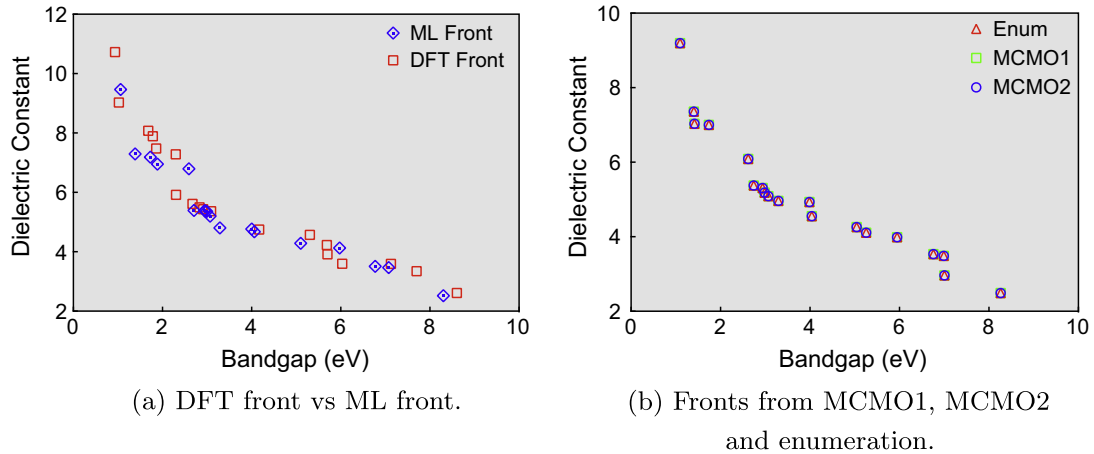 12
10
8
6
4
2
0
2
4
6
8
10
Dielectric Constant
Bandgap (eV)
ML Front
DFT Front
(a) DFT front vs ML front.
10
8
6
4
2
0
2
4
6
8
10
Dielectric Constant
Bandgap (eV)
Enum
MCMO1
MCMO2
(b) Fronts from MCMO1, MCMO2
and enumeration.